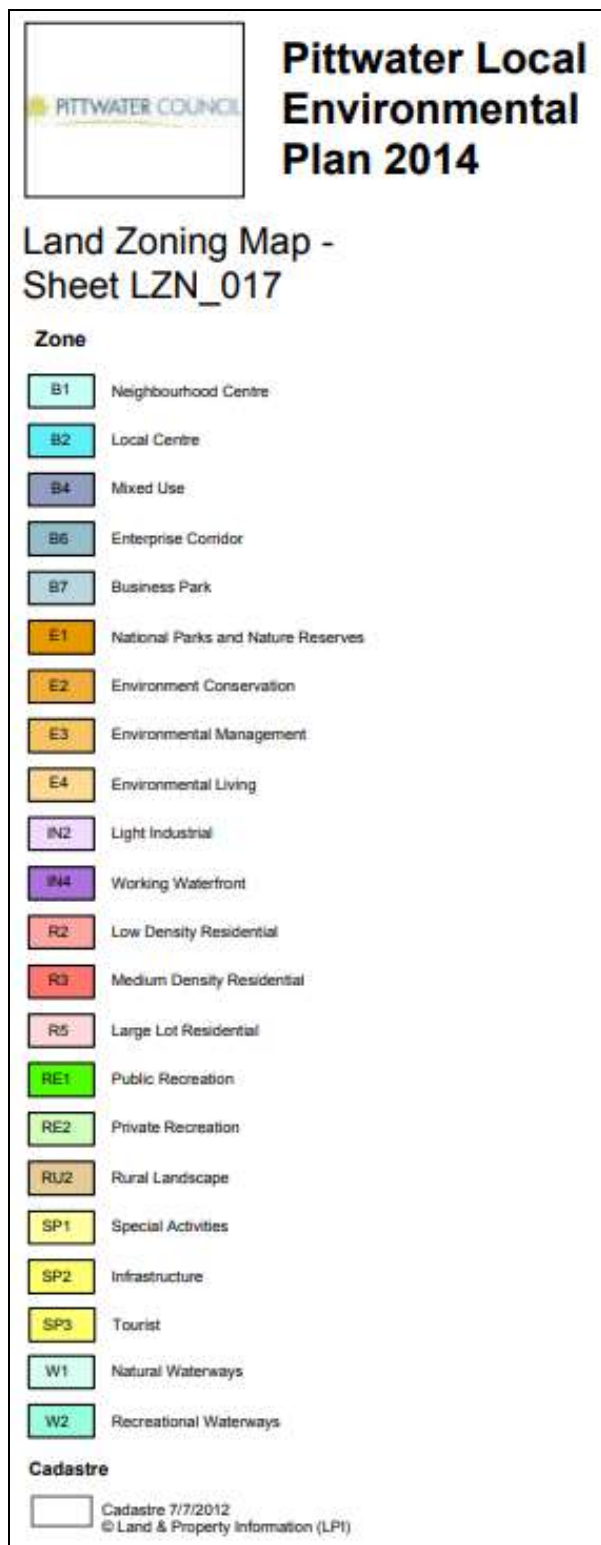 PITTWATER COUNCIL
Pittwater Local
Environmental
Plan 2014
Land Zoning Map -
Sheet LZN_017
Zone
B1 Neighbourhood Centre
B2 Local Centre
B4 Mixed Use
B6 Enterprise Corridor
B7 Business Park
E1 National Parks and Nature Reserves
E2 Environment Conservation
E3 Environmental Management
E4 Environmental Living
IN2 Light Industrial
IN4 Working Waterfront
R2 Low Density Residential
R3 Medium Density Residential
R5 Large Lot Residential
RE1 Public Recreation
RE2 Private Recreation
RU2 Rural Landscape
SP1 Special Activities
SP2 Infrastructure
SP3 Tourist
W1 Natural Waterways
W2 Recreational Waterways
Cadastre
Cadastre 7/7/2012
© Land & Property Information (LPI)